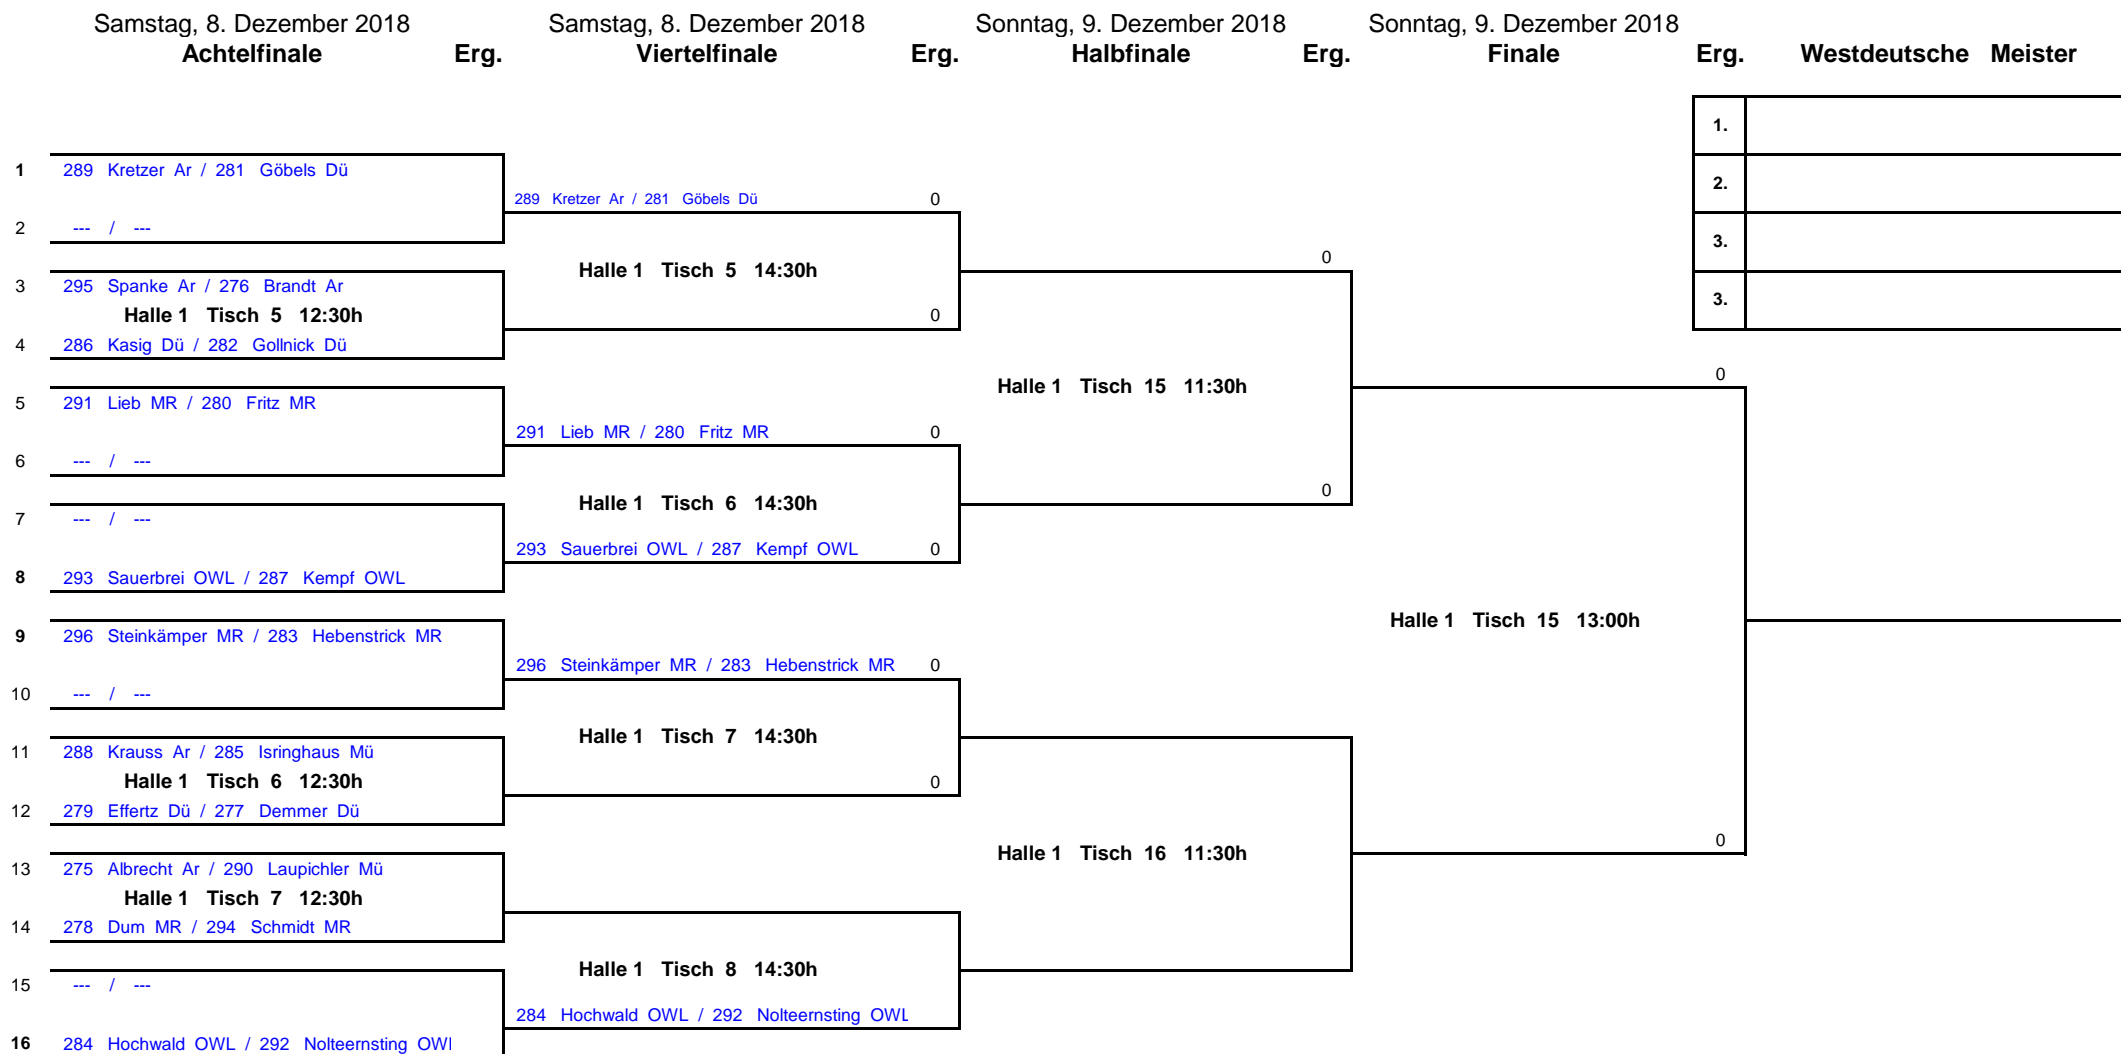 Samstag, 8. Dezember 2018 Samstag, 8. Dezember 2018 Sonntag, 9. Dezember 2018 Sonntag, 9. Dezember 2018
Achtelfinale Erg. Viertelfinale Erg. Halbfinale Erg. Finale Erg. Westdeutsche Meister
1.
1 289 Kretzer Ar / 281 Göbels Dü
2.
289 Kretzer Ar / 281 Göbels Dü 0
2 --- / ---
3.
0
Halle 1 Tisch 5 14:30h
3 295 Spanke Ar / 276 Brandt Ar
3.
Halle 1 Tisch 5 12:30h 0
4 286 Kasig Dü / 282 Gollnick Dü
0
Halle 1 Tisch 15 11:30h
5 291 Lieb MR / 280 Fritz MR
291 Lieb MR / 280 Fritz MR 0
6 --- / ---
0
Halle 1 Tisch 6 14:30h
7 --- / ---
293 Sauerbrei OWL / 287 Kempf OWL 0
8 293 Sauerbrei OWL / 287 Kempf OWL
Halle 1 Tisch 15 13:00h
9 296 Steinkämper MR / 283 Hebenstrick MR
296 Steinkämper MR / 283 Hebenstrick MR 0
10 --- / ---
Halle 1 Tisch 7 14:30h
11 288 Krauss Ar / 285 Isringhaus Mü
Halle 1 Tisch 6 12:30h 0
12 279 Effertz Dü / 277 Demmer Dü
0
Halle 1 Tisch 16 11:30h
13 275 Albrecht Ar / 290 Laupichler Mü
Halle 1 Tisch 7 12:30h
14 278 Dum MR / 294 Schmidt MR
Halle 1 Tisch 8 14:30h
15 --- / ---
284 Hochwald OWL / 292 Nolteernsting OWL
16 284 Hochwald OWL / 292 Nolteernsting OWl